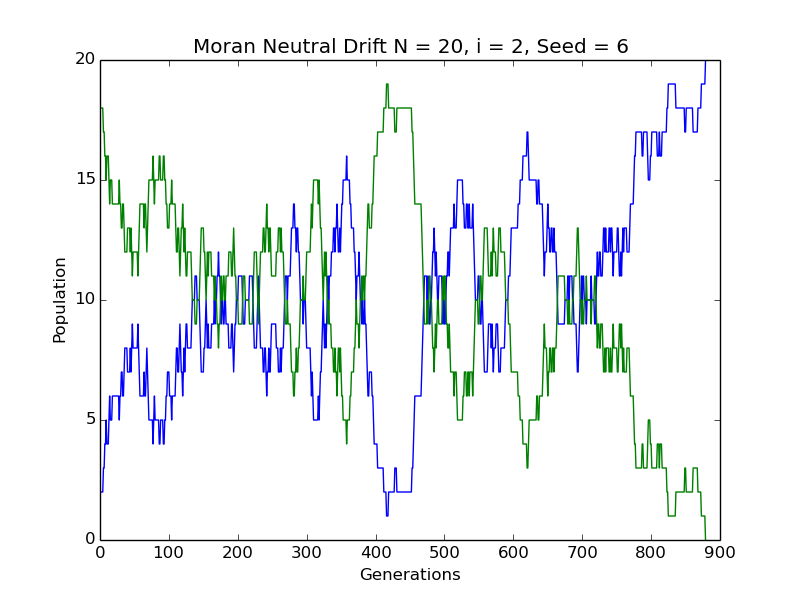 Moran Neutral Drift N = 20, i = 2, Seed = 6
20
15
10
5
0
Population
0 100 200 300 400 500 600 700 800 900
Generations